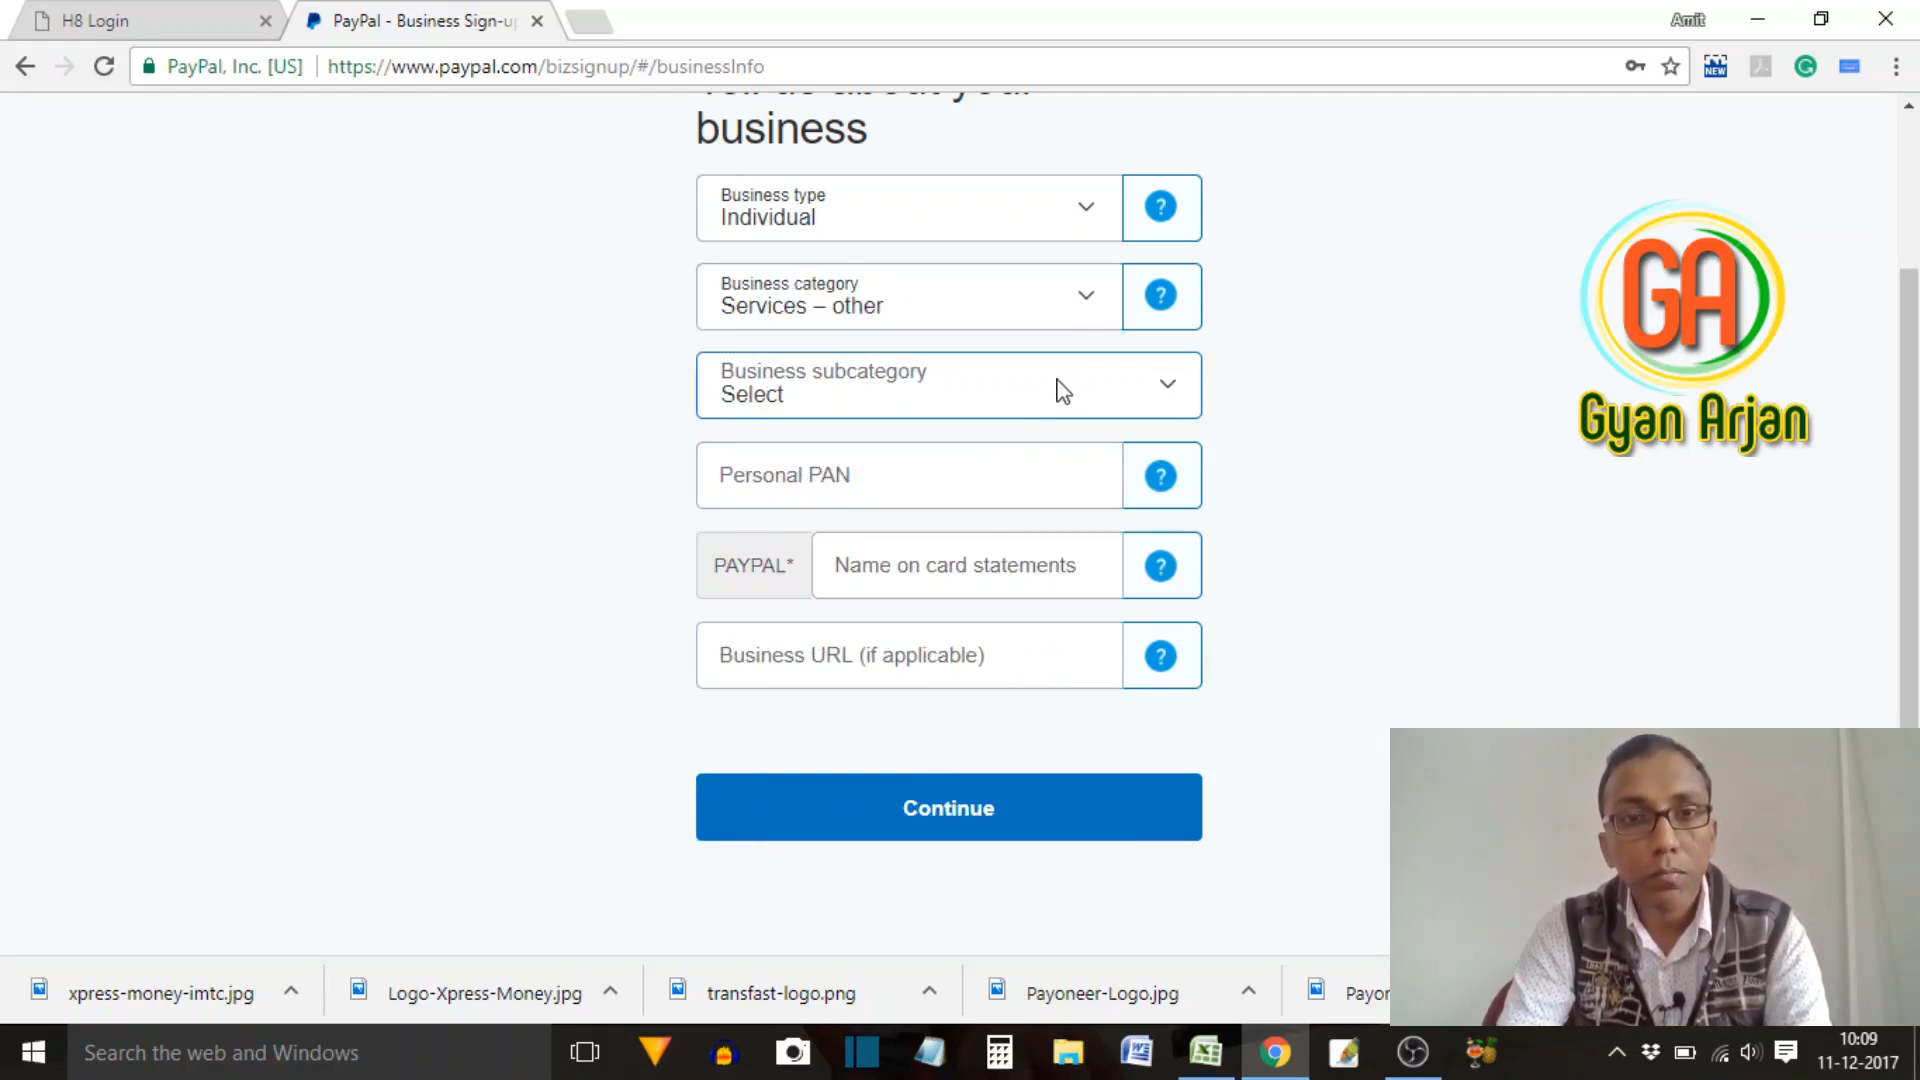 H8 Login
PayPal - Business Sign-up
Amit
PayPal, Inc. [US]
https://www.paypal.com/bizsignup/#/businessInfo
NEW
business
Business type
Individual
?
Business category
Services – other
?
Business subcategory
Select
Personal PAN
?
PAYPAL*
Name on card statements
?
Business URL (if applicable)
?
Continue
GA
Gyan Arjan
xpress-money-imtc.jpg
Logo-Xpress-Money.jpg
transfast-logo.png
Payoneer-Logo.jpg
Search the web and Windows
10:09
11-12-2017